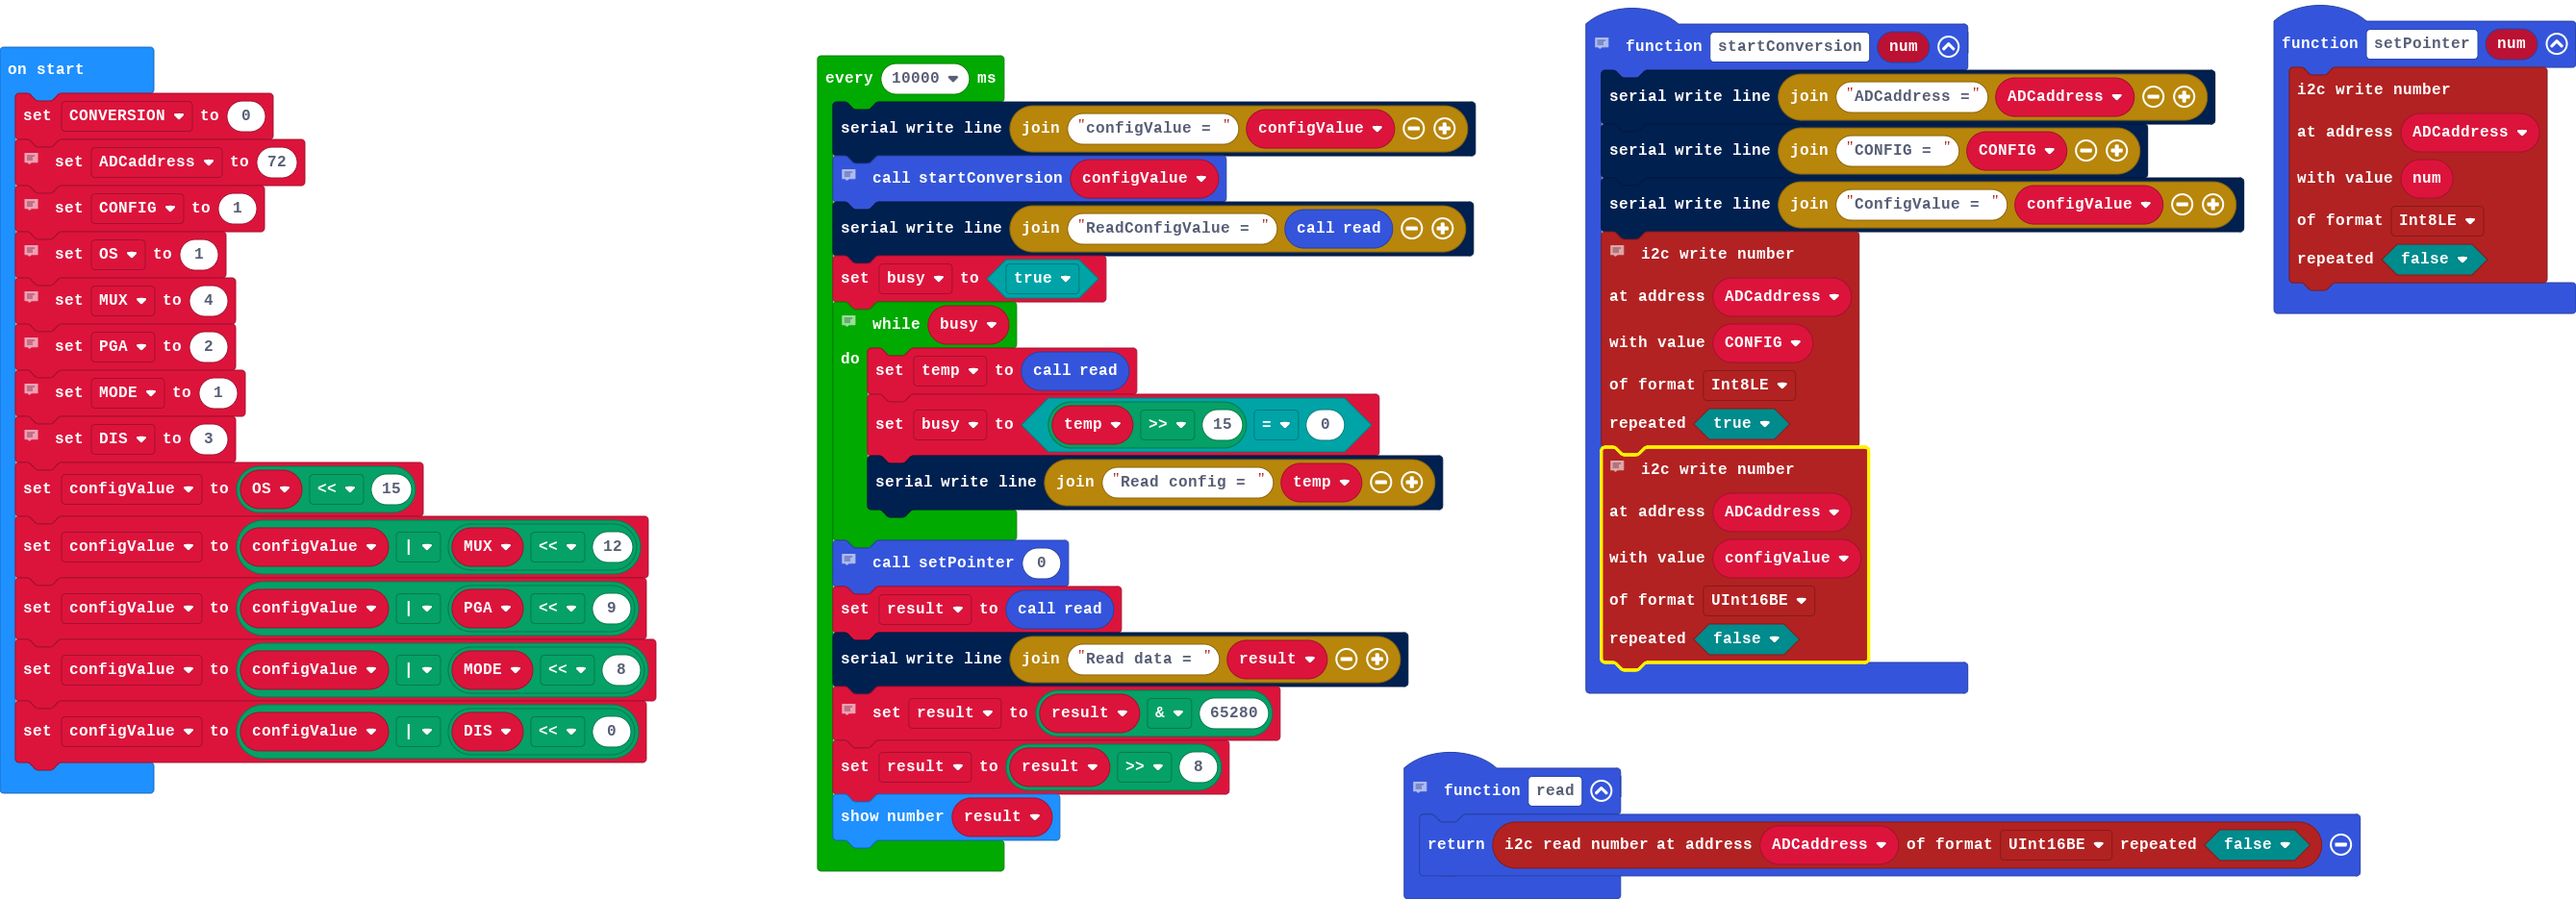 on start
set CONVERSION to 0
set ADCaddress to 72
set CONFIG to 1
set OS to 1
set MUX to 4
set PGA to 2
set MODE to 1
set DIS to 3
set configValue to OS << 15
set configValue to configValue | MUX << 12
set configValue to configValue | PGA << 9
set configValue to configValue | MODE << 8
set configValue to configValue | DIS << 0
every 10000 ms
serial write line join "configValue = " configValue
call startConversion configValue
serial write line join "ReadConfigValue = " call read
set busy to true
while busy
do
set temp to call read
set busy to temp >> 15 = 0
serial write line join "Read config = " temp
call setPointer 0
set result to call read
serial write line join "Read data = " result
set result to result & 65280
set result to result >> 8
show number result
function startConversion num
serial write line join "ADCaddress =" ADCaddress
serial write line join "CONFIG = " CONFIG
serial write line join "ConfigValue = " configValue
i2c write number
at address ADCaddress
with value CONFIG
of format Int8LE
repeated true
i2c write number
at address ADCaddress
with value configValue
of format UInt16BE
repeated false
function setPointer num
i2c write number
at address ADCaddress
with value num
of format Int8LE
repeated false
function read
return i2c read number at address ADCaddress of format UInt16BE repeated false